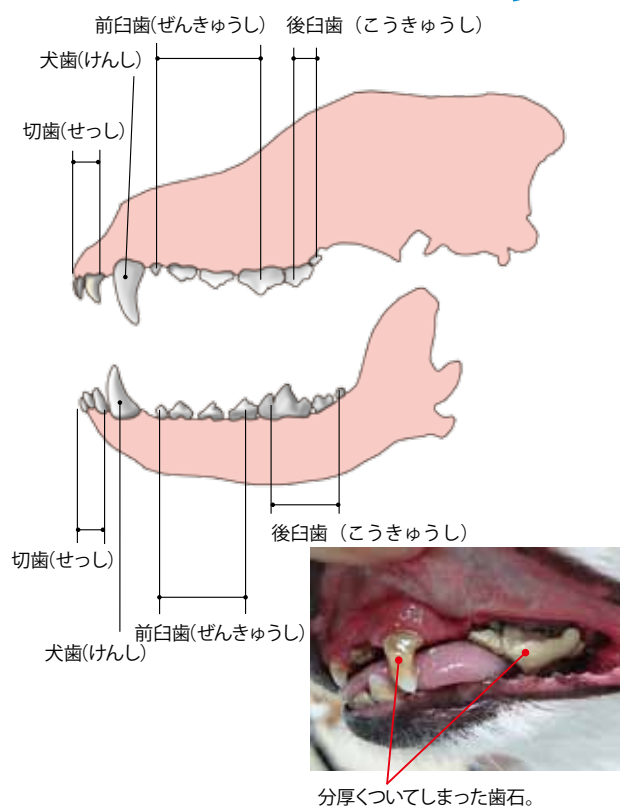 前臼歯(ぜんきゅうし)
後臼歯（こうきゅうし）
犬歯(けんし)
切歯(せっし)
後臼歯（こうきゅうし）
切歯(せっし)
前臼歯(ぜんきゅうし)
犬歯(けんし)
分厚くついてしまった歯石。